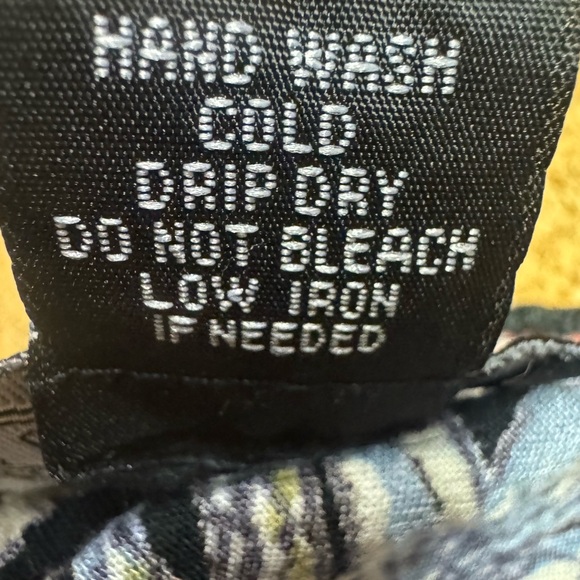 HAND WASH
COLD
DRIP DRY
DO NOT BLEACH
LOW IRON
IF NEEDED